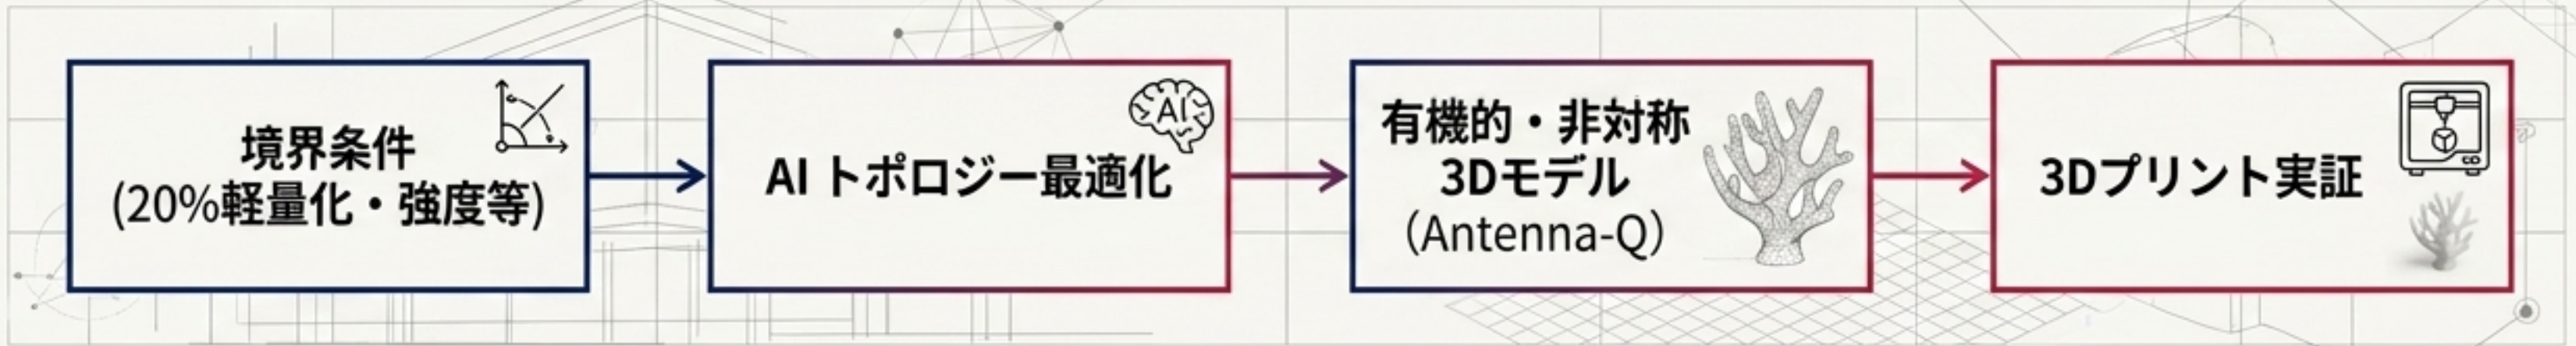 境界条件
(20%軽量化・強度等)
AI
AI トポロジー最適化
有機的・非対称
3Dモデル
（Antenna-Q）
3Dプリント実証